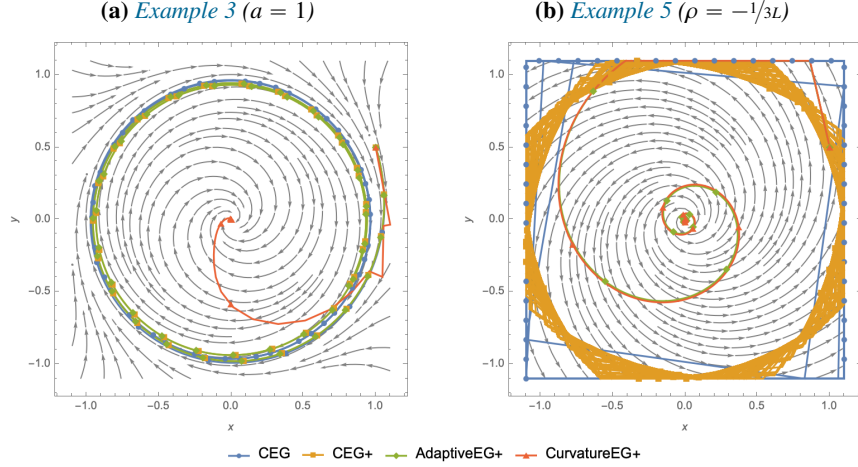 (a) Example 3 (a = 1)
(b) Example 5 (ρ = −1/3L)
1.0
0.5
0.0
−0.5
−1.0
y
−1.0 −0.5 0.0 0.5 1.0
x
1.0
0.5
0.0
−0.5
−1.0
y
−1.0 −0.5 0.0 0.5 1.0
x
CEG CEG+ AdaptiveEG+ CurvatureEG+